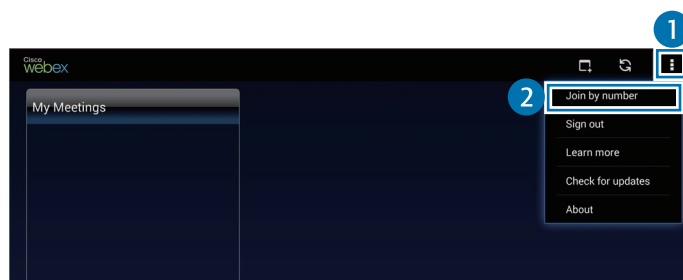 1
Cisco
webex
2
Join by number
My Meetings
Sign out
Learn more
Check for updates
About